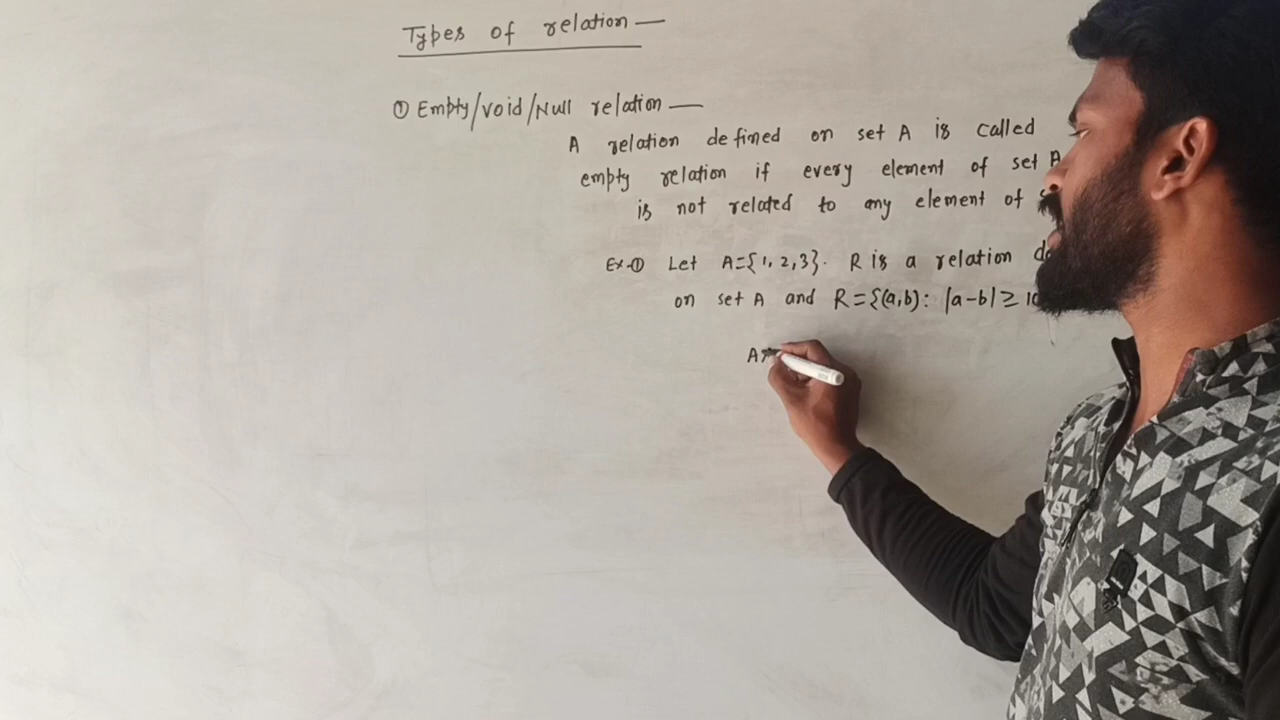 Types of relation —
① Empty/void/Null relation —
A relation defined on set A is called
empty relation if every element of set A
is not related to any element of
Ex-① Let A={1, 2, 3}. R is a relation
on set A and R={(a,b): |a-b| ≥ 10
A